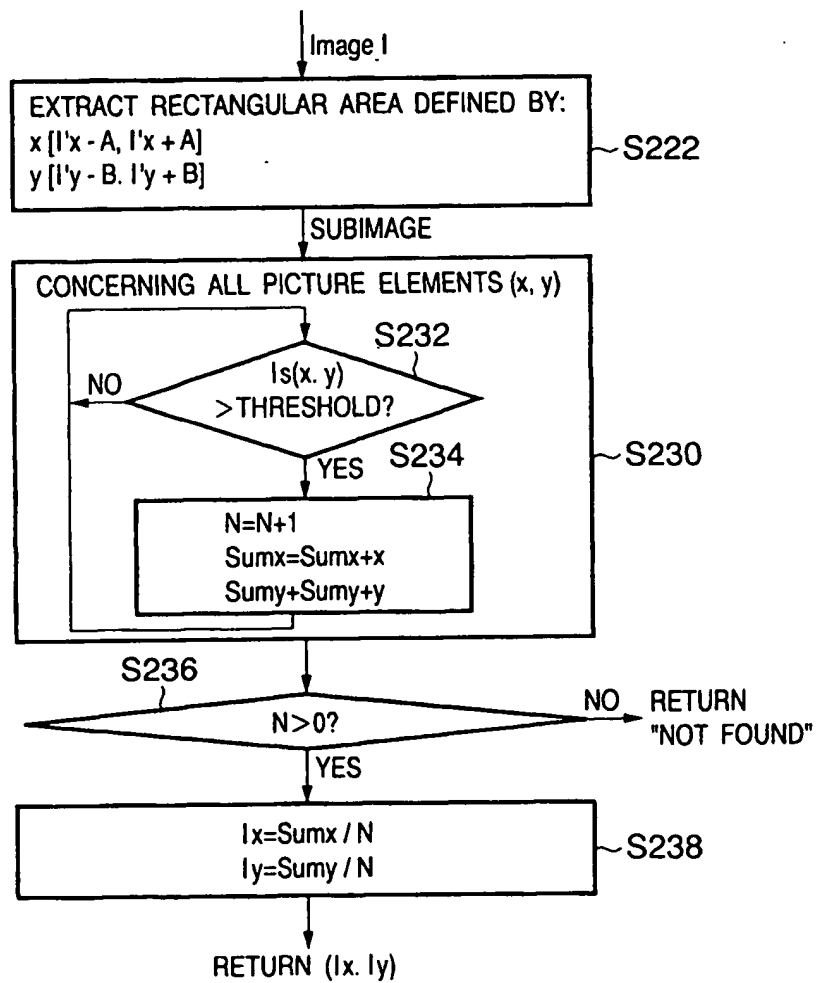 Image I
EXTRACT RECTANGULAR AREA DEFINED BY:
x [I'x - A, I'x + A]
y [I'y - B. I'y + B]
S222
SUBIMAGE
CONCERNING ALL PICTURE ELEMENTS (x, y)
S232
Is(x. y)
>THRESHOLD?
NO
YES
S234
S230
N=N+1
Sumx=Sumx+x
Sumy+Sumy+y
S236
N>0?
NO
RETURN
"NOT FOUND"
YES
Ix=Sumx / N
Iy=Sumy / N
S238
RETURN (Ix. Iy)